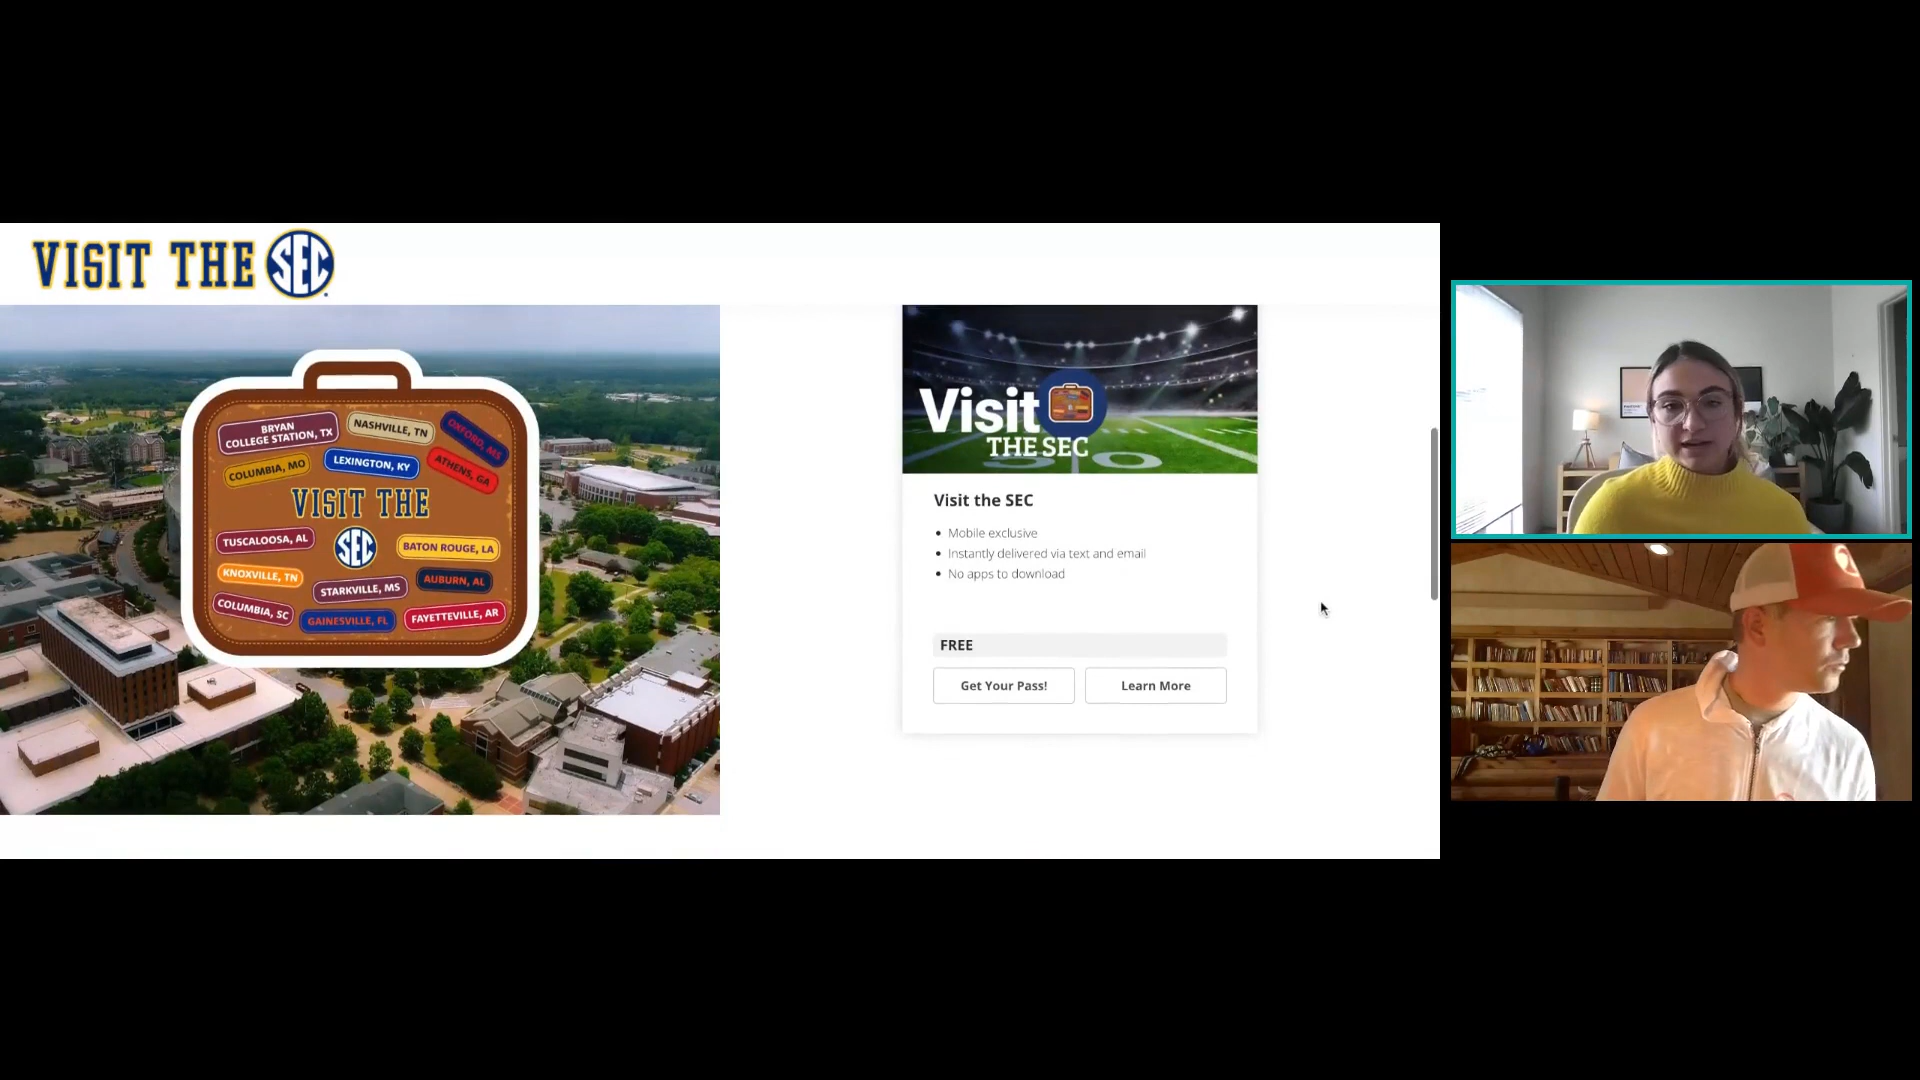 VISIT THE SEC
BRYAN
COLLEGE STATION, TX
NASHVILLE, TN
OXFORD, MS
COLUMBIA, MO
LEXINGTON, KY
ATHENS, GA
VISIT THE
SEC
TUSCALOOSA, AL
BATON ROUGE, LA
KNOXVILLE, TN
STARKVILLE, MS
AUBURN, AL
COLUMBIA, SC
GAINESVILLE, FL
FAYETTEVILLE, AR
Visit
THE SEC
50
Visit the SEC
• Mobile exclusive
• Instantly delivered via text and email
• No apps to download
FREE
Get Your Pass!
Learn More